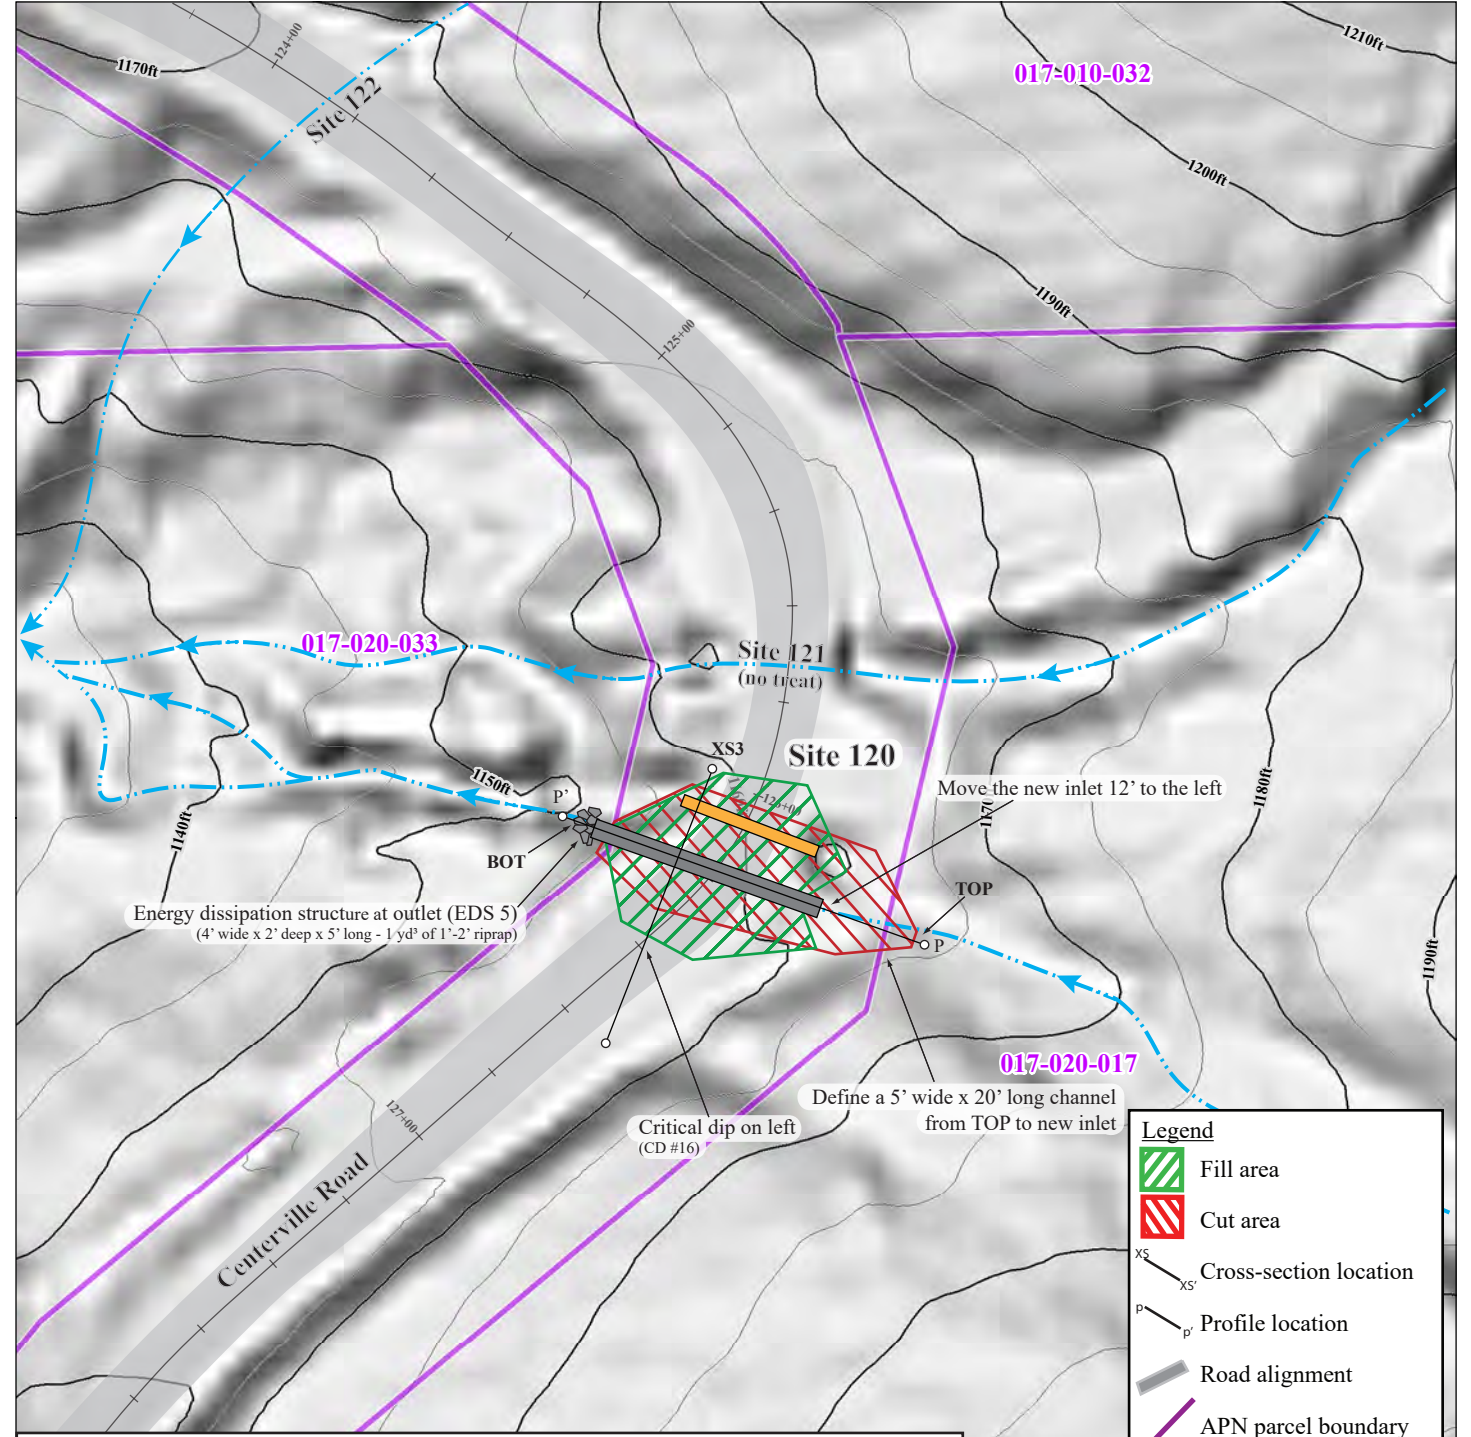 1210ft
017-010-032
124+00
1170ft
Site 122
1200ft
1190ft
125+00
017-020-033
Site 121
(no treat)
XS3
Site 120
1150ft
P'
Move the new inlet 12' to the left
126+00
1180ft
1170
1140ft
BOT
TOP
Energy dissipation structure at outlet (EDS 5)
(4' wide x 2' deep x 5' long - 1 yd³ of 1'-2' riprap)
P
1190ft
017-020-017
Define a 5' wide x 20' long channel
from TOP to new inlet
127+00
Critical dip on left
(CD #16)
Centerville Road
Legend
Fill area
Cut area
XS
XS'
Cross-section location
P
P'
Profile location
Road alignment
APN parcel boundary